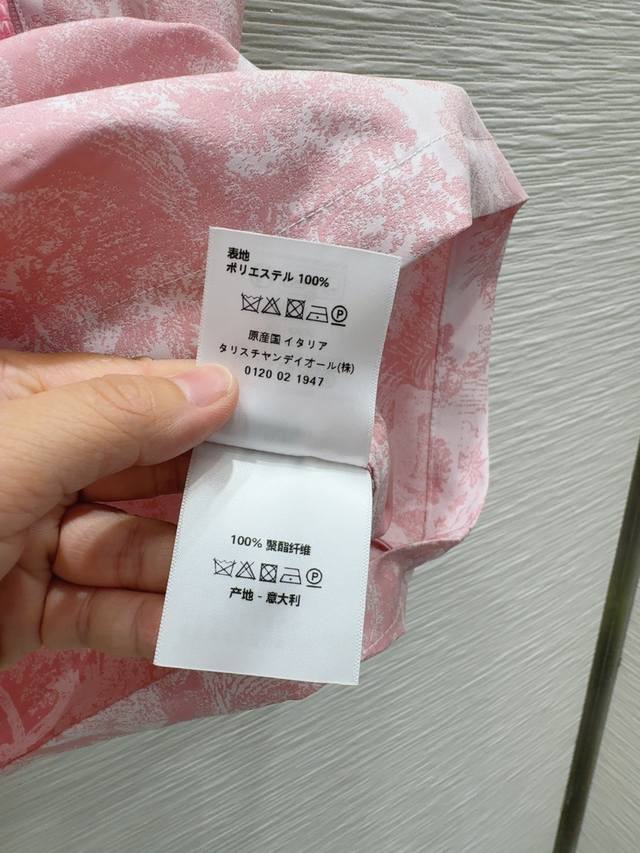 表地
ポリエステル 100%
P
原産国 イタリア
タリスチャンデイオール(株)
0120 02 1947
100% 聚酯纤维
P
产地 - 意大利